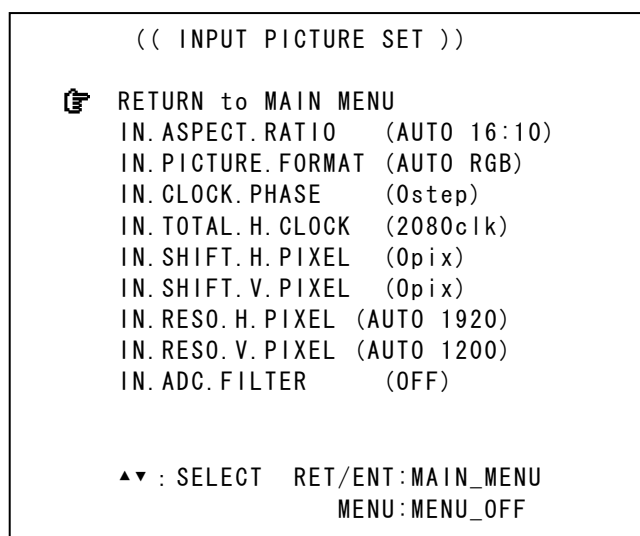 (( INPUT PICTURE SET ))
☞ RETURN to MAIN MENU
IN.ASPECT.RATIO (AUTO 16:10)
IN.PICTURE.FORMAT (AUTO RGB)
IN.CLOCK.PHASE (0step)
IN.TOTAL.H.CLOCK (2080clk)
IN.SHIFT.H.PIXEL (0pix)
IN.SHIFT.V.PIXEL (0pix)
IN.RESO.H.PIXEL (AUTO 1920)
IN.RESO.V.PIXEL (AUTO 1200)
IN.ADC.FILTER (OFF)
▲▼:SELECT RET/ENT:MAIN_MENU
MENU:MENU_OFF